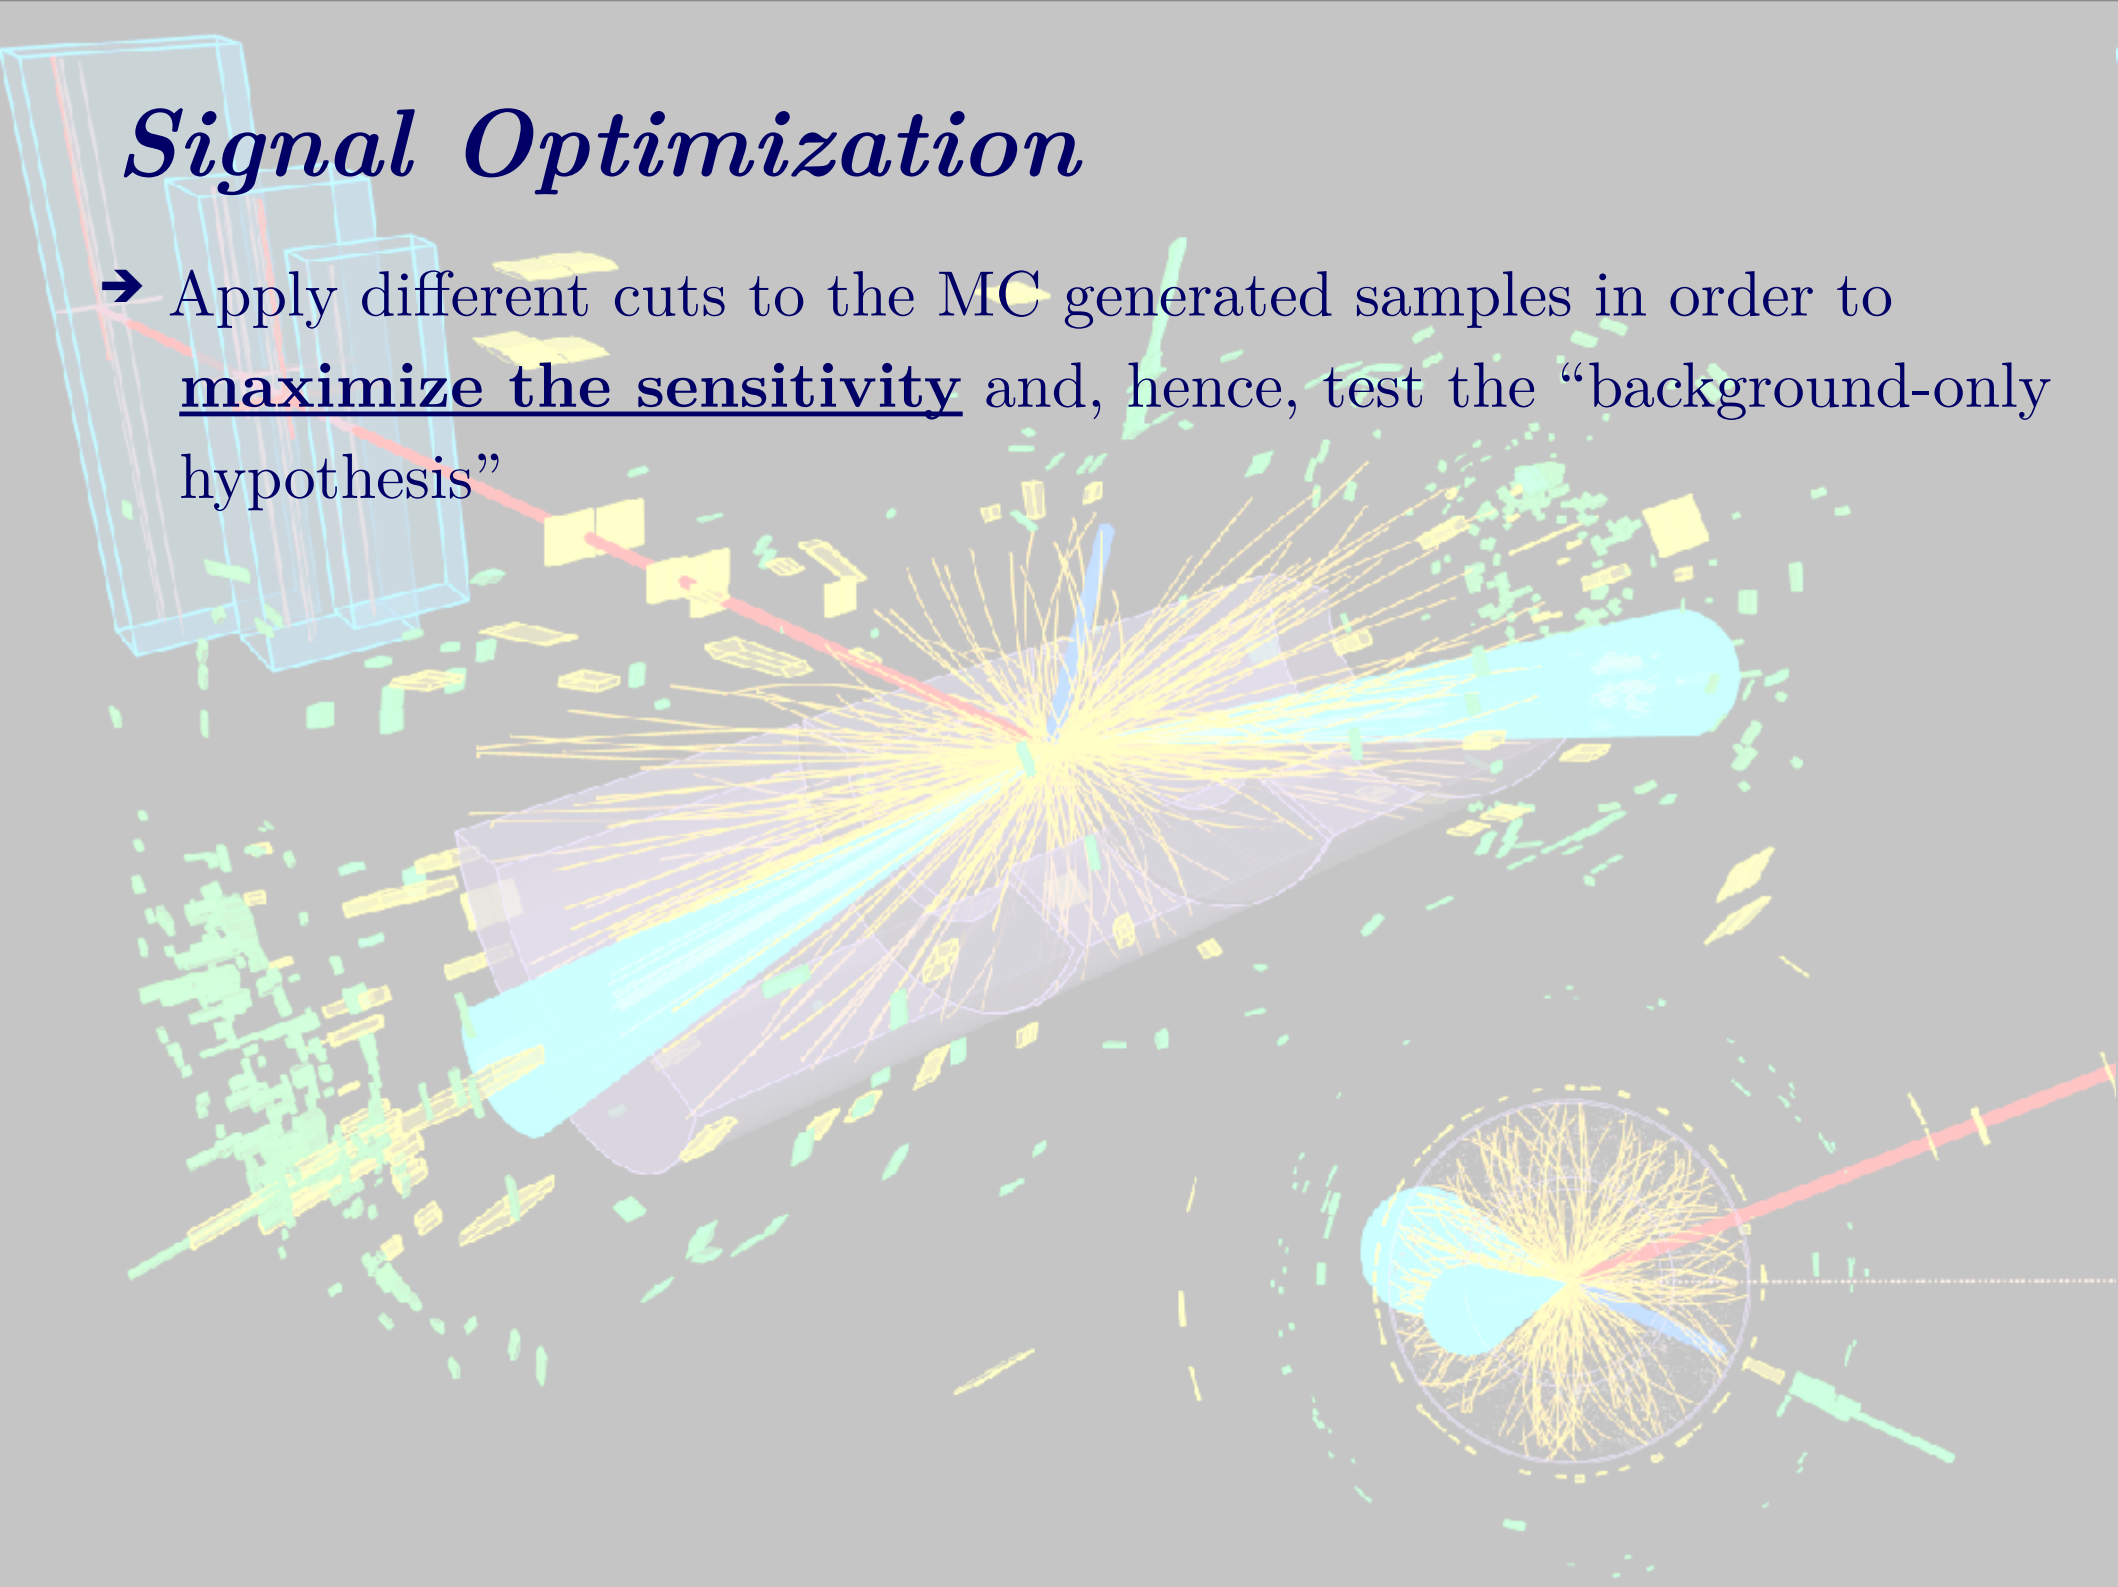 Signal Optimization
➔ Apply different cuts to the MC generated samples in order to
maximize the sensitivity and, hence, test the “background-only
hypothesis”